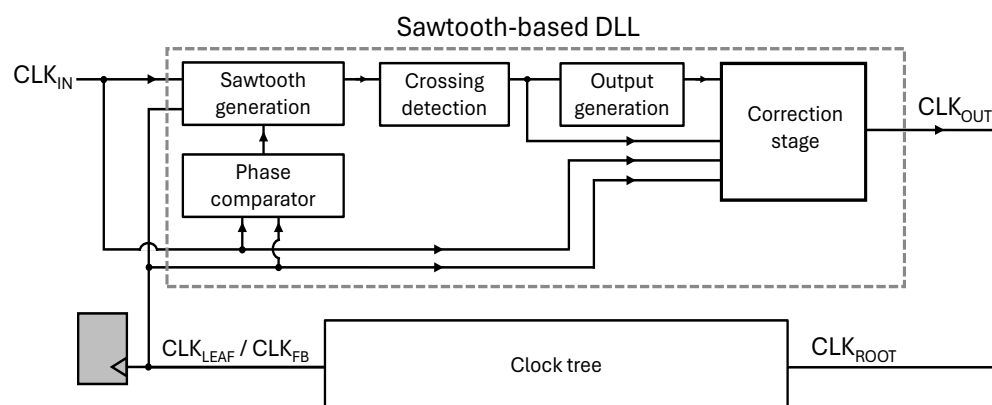 Sawtooth-based DLL
CLK_IN
Sawtooth
generation
Crossing
detection
Output
generation
Correction
stage
CLK_OUT
Phase
comparator
CLK_LEAF / CLK_FB
Clock tree
CLK_ROOT